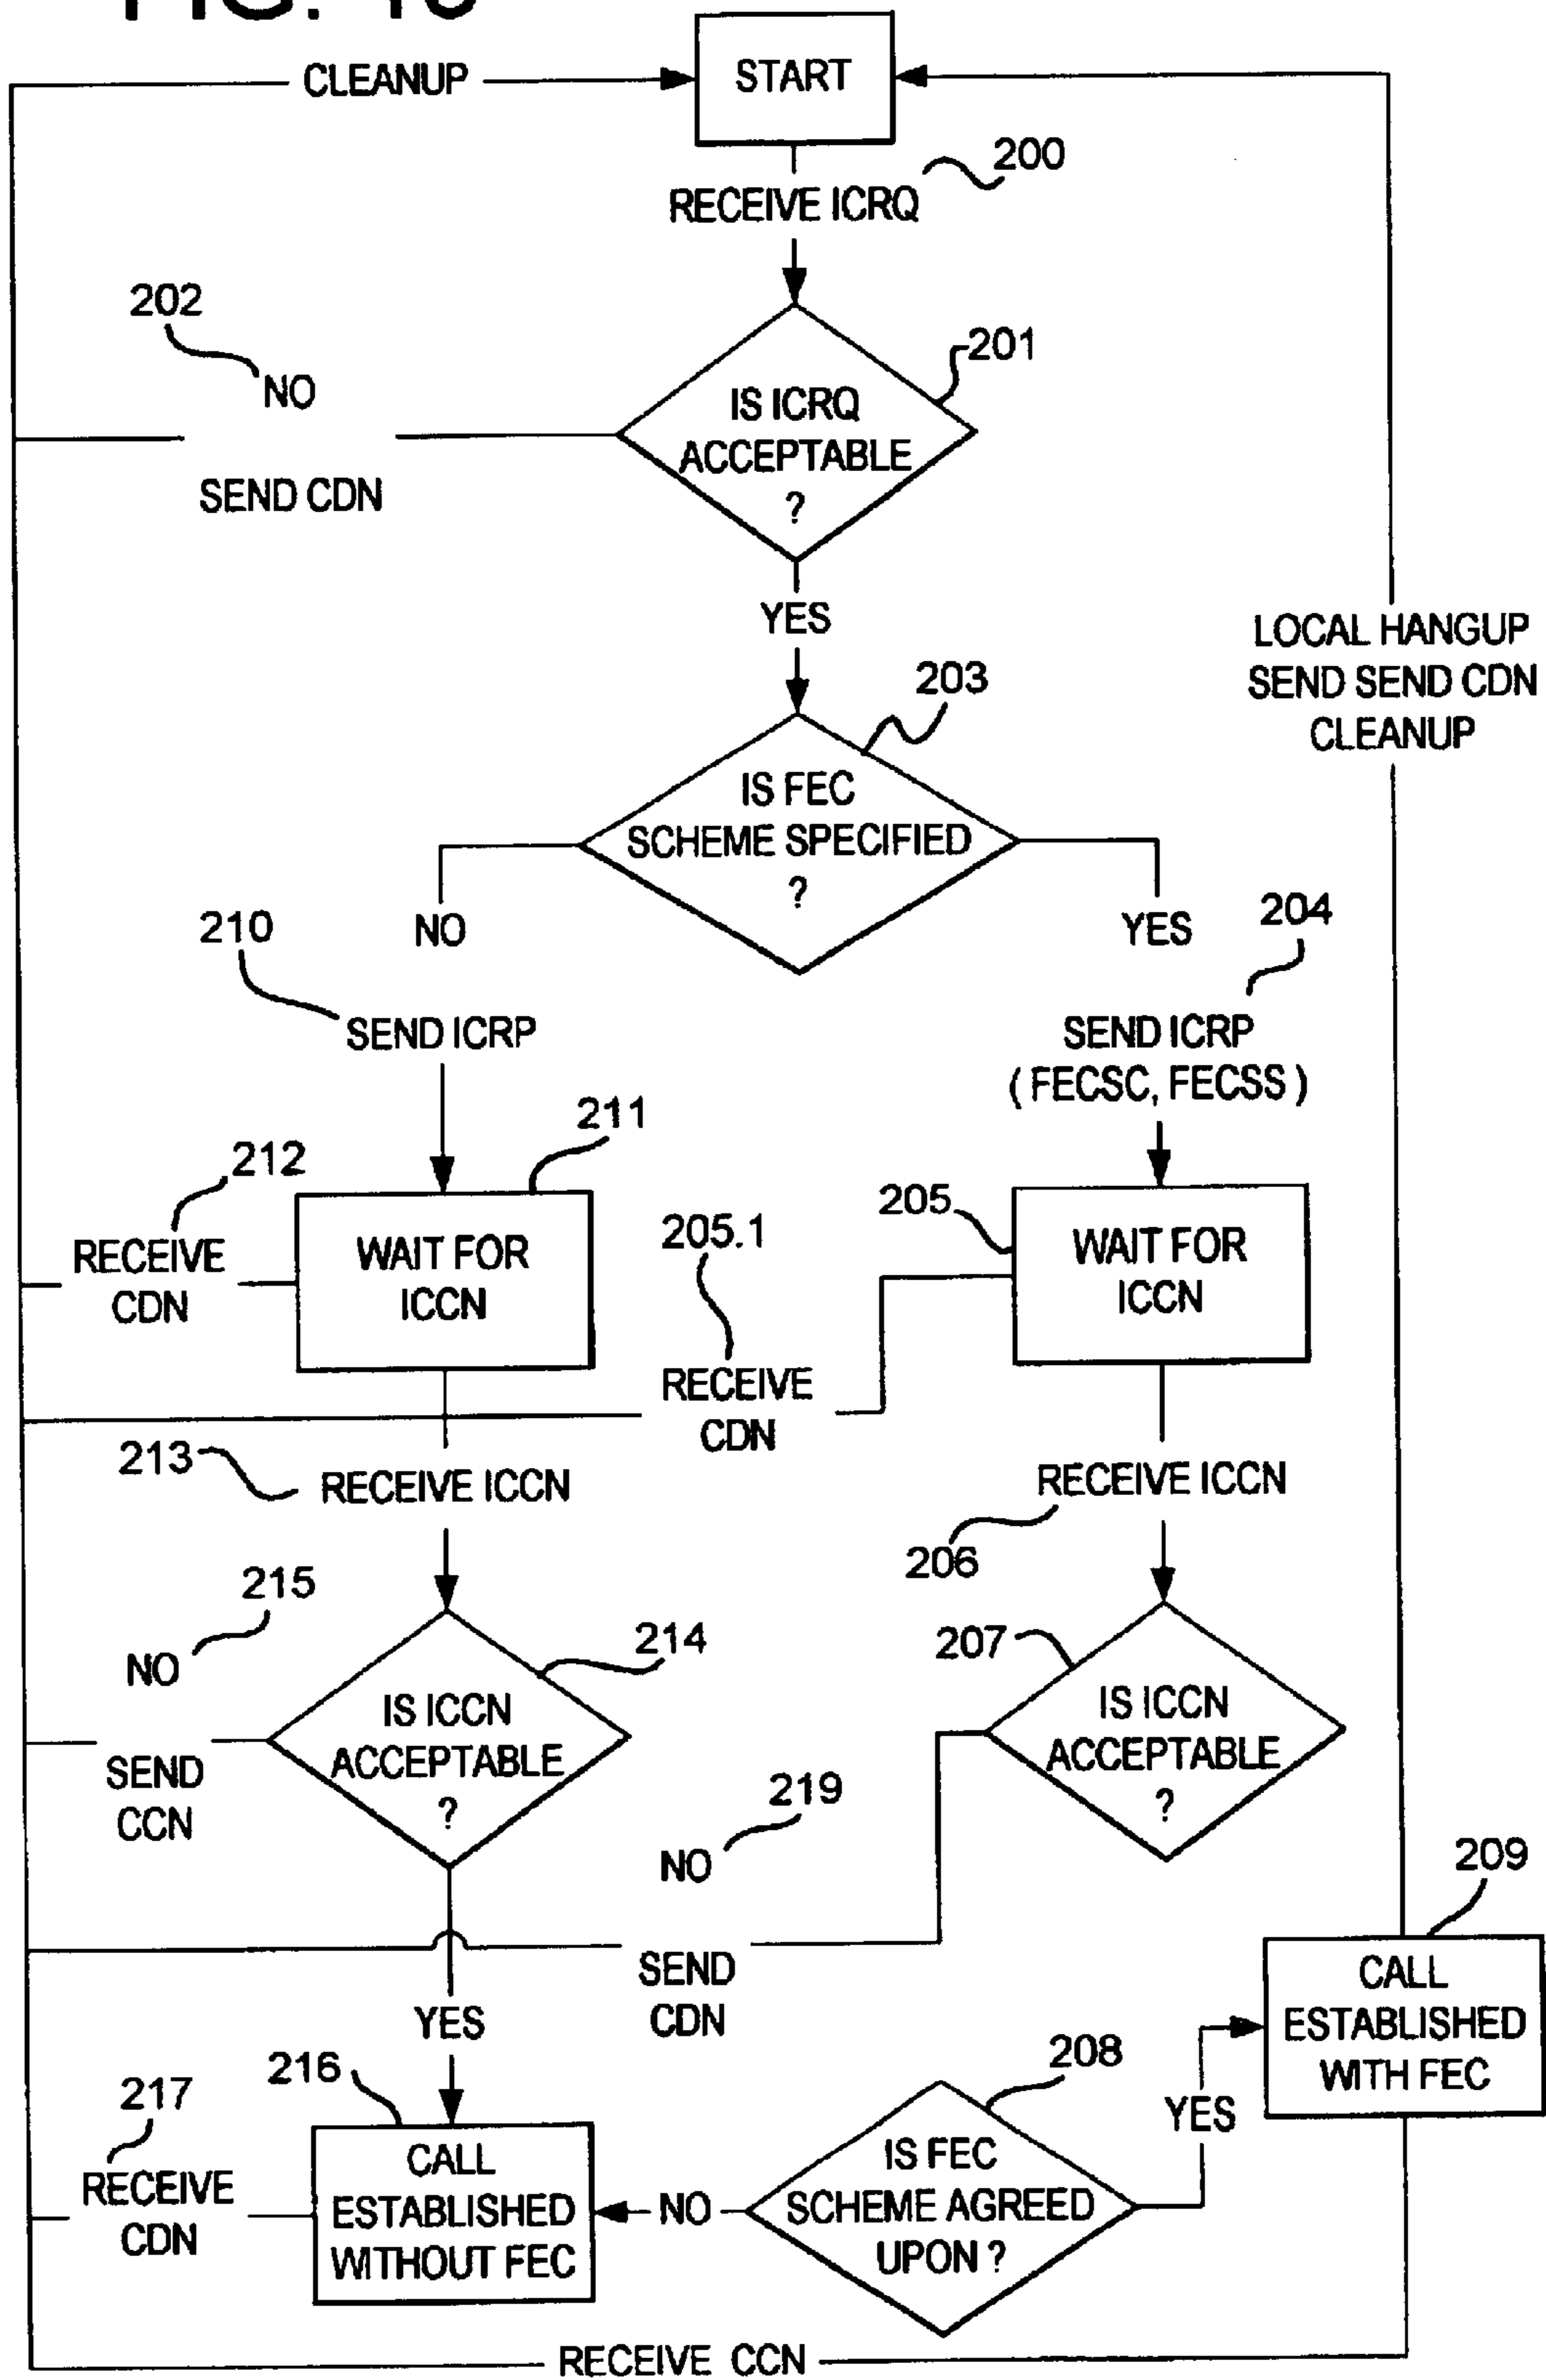 CLEANUP
START
200
RECEIVE ICRQ
202
NO
201
IS ICRQ
ACCEPTABLE
?
SEND CDN
YES
LOCAL HANGUP
SEND SEND CDN
CLEANUP
203
IS FEC
SCHEME SPECIFIED
?
NO
YES
210
204
SEND ICRP
SEND ICRP
( FECSC, FECSS )
211
212
RECEIVE
CDN
WAIT FOR
ICCN
205.1
205
WAIT FOR
ICCN
RECEIVE
CDN
213
RECEIVE ICCN
RECEIVE ICCN
206
215
NO
214
207
IS ICCN
ACCEPTABLE
?
IS ICCN
ACCEPTABLE
?
SEND
CCN
219
NO
209
SEND
CDN
YES
CALL
ESTABLISHED
WITH FEC
216
208
217
YES
RECEIVE
CDN
CALL
ESTABLISHED
WITHOUT FEC
NO
IS FEC
SCHEME AGREED
UPON ?
RECEIVE CCN